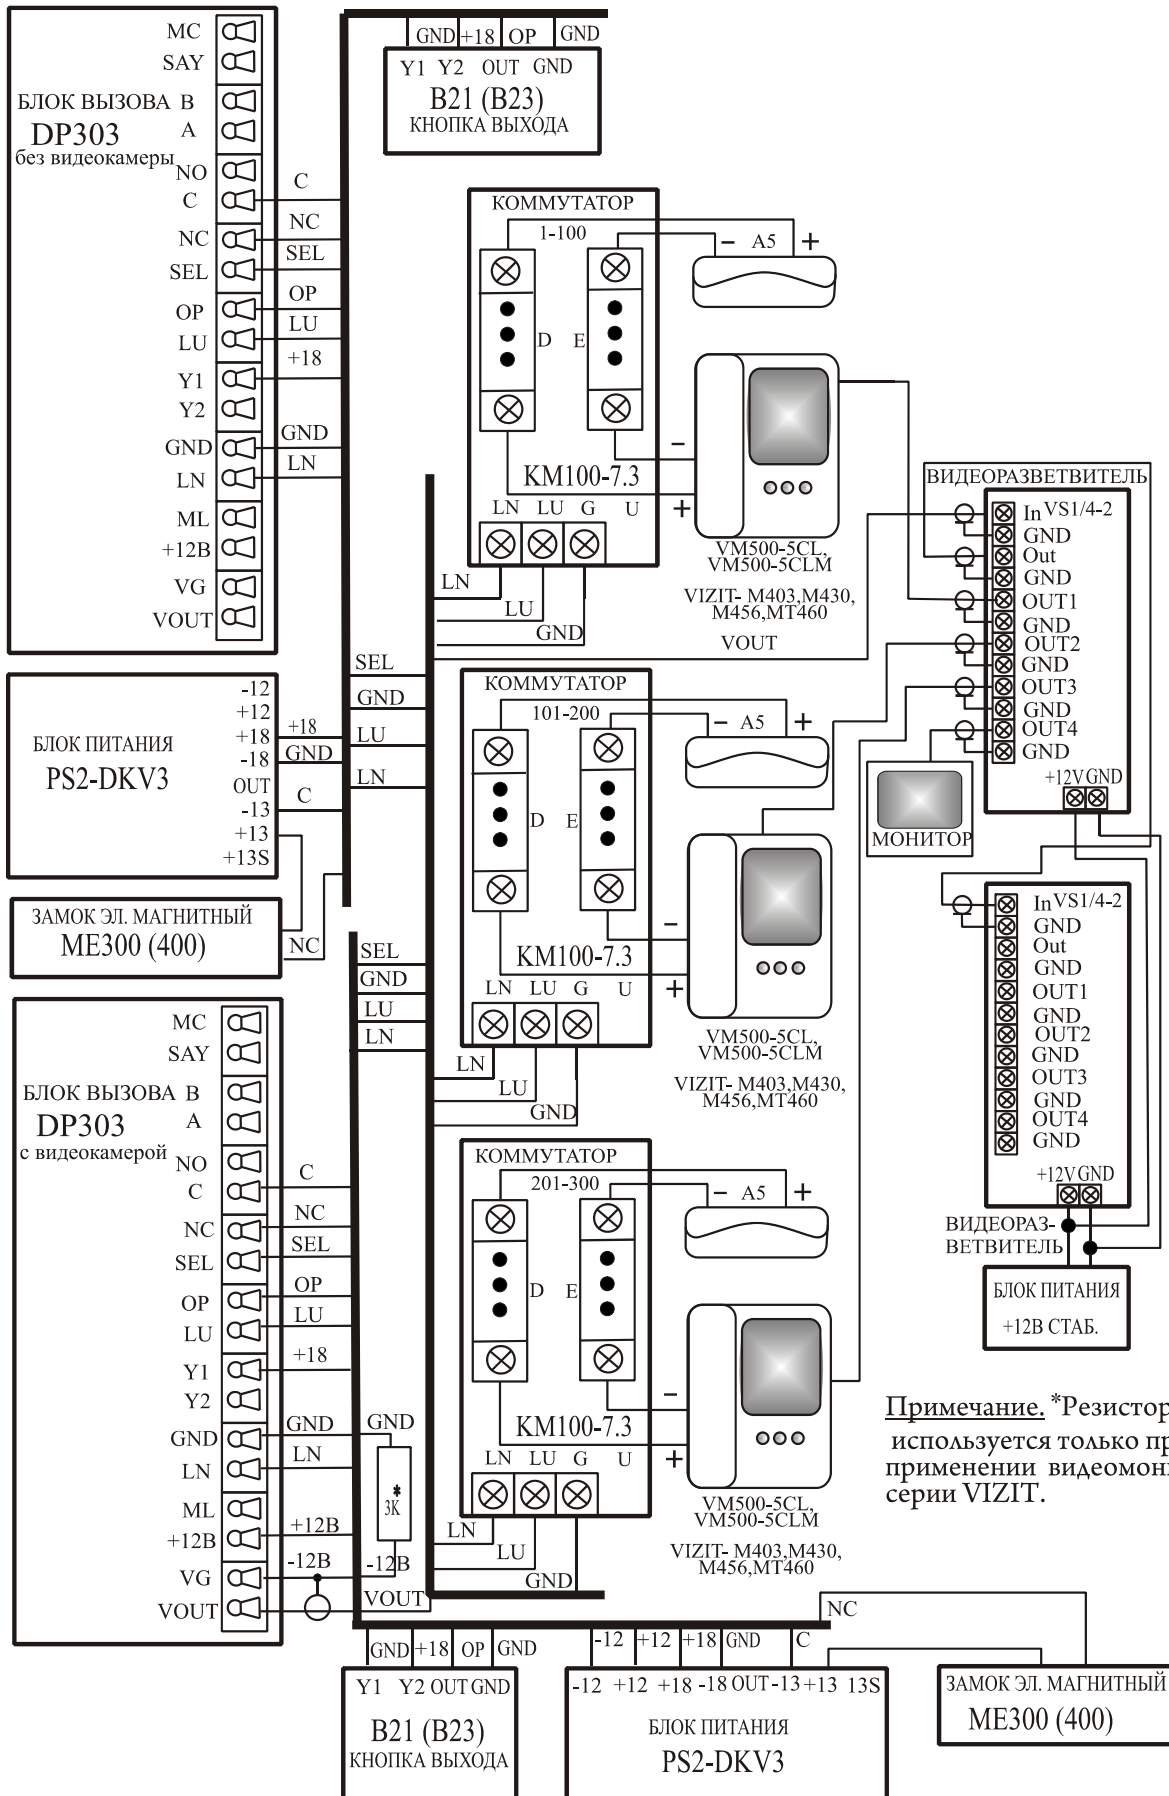 MC
SAY
БЛОК ВЫЗОВА
DP303
без видеокамеры
B
A
NO
C
NC
SEL
OP
LU
Y1
Y2
GND
LN
ML
+12В
VG
VOUT
C
NC
SEL
OP
LU
+18
GND
LN
GND +18 OP GND
Y1 Y2 OUT GND
В21 (В23)
КНОПКА ВЫХОДА
КОММУТАТОР
1-100
D E
KM100-7.3
LN LU G U
LN
LU
GND
− A5 +
−
+
VM500-5CL,
VM500-5CLM
VIZIT- M403,M430,
M456,MT460
VOUT
ВИДЕОРАЗВЕТВИТЕЛЬ
In VS1/4-2
GND
Out
GND
OUT1
GND
OUT2
GND
OUT3
GND
OUT4
GND
+12V GND
МОНИТОР
БЛОК ПИТАНИЯ
PS2-DKV3
-12
+12
+18
-18
OUT
-13
+13
+13S
+18
GND
C
SEL
GND
LU
LN
ЗАМОК ЭЛ. МАГНИТНЫЙ
ME300 (400)
NC
КОММУТАТОР
101-200
D E
KM100-7.3
LN LU G U
LN
LU
GND
− A5 +
−
+
VM500-5CL,
VM500-5CLM
VIZIT- M403,M430,
M456,MT460
In VS1/4-2
GND
Out
GND
OUT1
GND
OUT2
GND
OUT3
GND
OUT4
GND
+12V GND
ВИДЕОРАЗ-
ВЕТВИТЕЛЬ
БЛОК ПИТАНИЯ
+12В СТАБ.
SEL
GND
LU
LN
MC
SAY
БЛОК ВЫЗОВА
DP303
с видеокамерой
B
A
NO
C
NC
SEL
OP
LU
Y1
Y2
GND
LN
ML
+12В
VG
VOUT
C
NC
SEL
OP
LU
+18
GND
LN
+12В
-12В
GND
3К
*
-12В
VOUT
КОММУТАТОР
201-300
D E
KM100-7.3
LN LU G U
LN
LU
GND
− A5 +
−
+
VM500-5CL,
VM500-5CLM
VIZIT- M403,M430,
M456,MT460
Примечание. *Резистор
используется только пр
применении видеомон
серии VIZIT.
GND +18 OP GND
Y1 Y2 OUT GND
В21 (В23)
КНОПКА ВЫХОДА
-12 +12 +18 GND C
NC
-12 +12 +18 -18 OUT -13 +13 13S
БЛОК ПИТАНИЯ
PS2-DKV3
ЗАМОК ЭЛ. МАГНИТНЫЙ
ME300 (400)